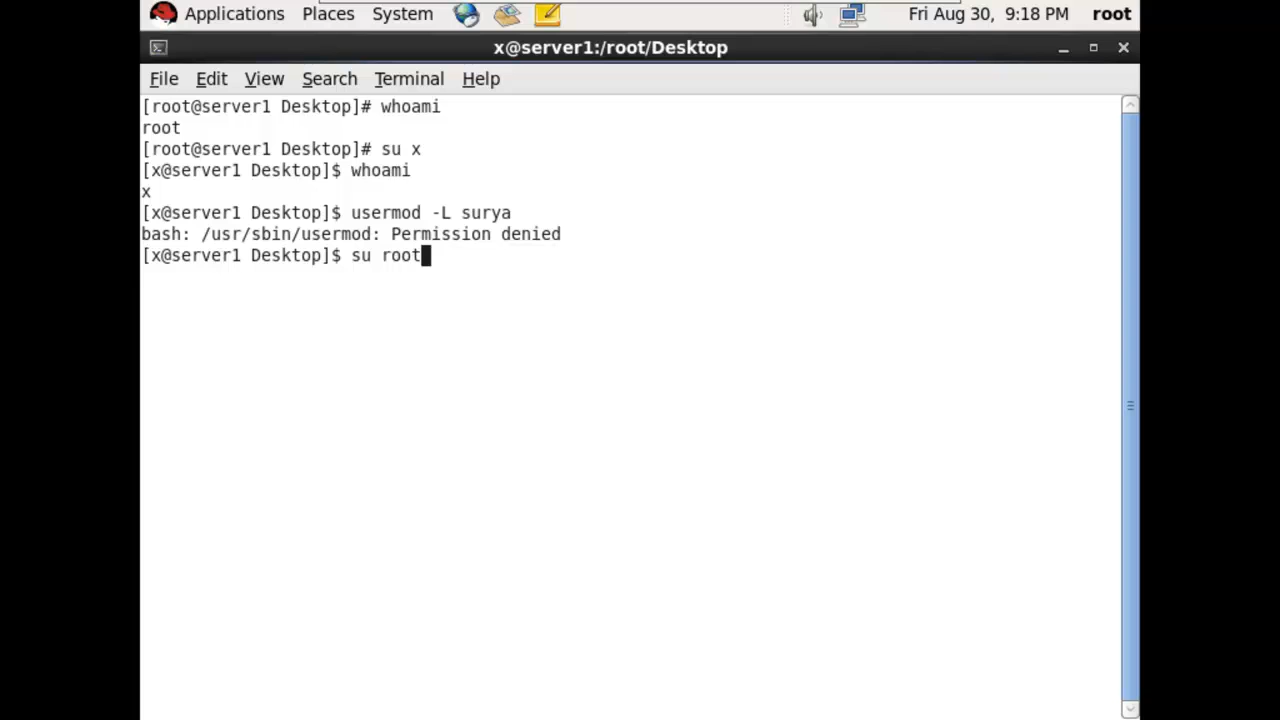 Applications Places System Fri Aug 30, 9:18 PM root
x@server1:/root/Desktop
File Edit View Search Terminal Help
[root@server1 Desktop]# whoami
root
[root@server1 Desktop]# su x
[x@server1 Desktop]$ whoami
x
[x@server1 Desktop]$ usermod -L surya
bash: /usr/sbin/usermod: Permission denied
[x@server1 Desktop]$ su root